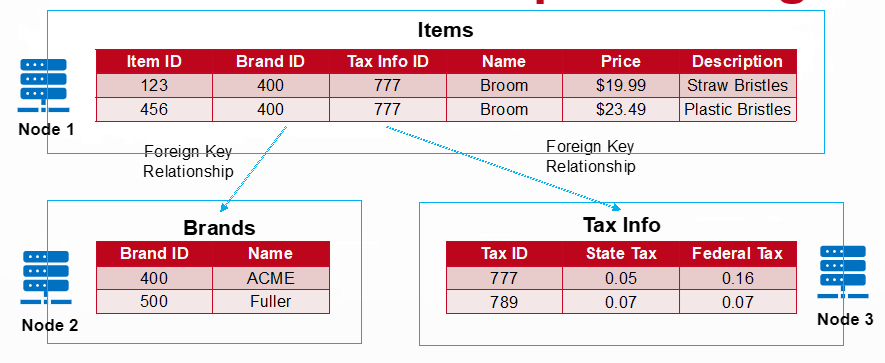 Items
Item ID Brand ID Tax Info ID Name Price Description
123 400 777 Broom $19.99 Straw Bristles
456 400 777 Broom $23.49 Plastic Bristles
Node 1
Foreign Key
Relationship
Foreign Key
Relationship
Brands
Brand ID Name
400 ACME
500 Fuller
Node 2
Tax Info
Tax ID State Tax Federal Tax
777 0.05 0.16
789 0.07 0.07
Node 3